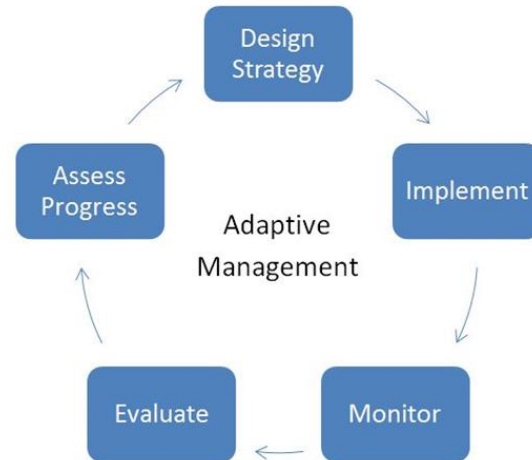 Design
Strategy
Implement
Monitor
Evaluate
Assess
Progress
Adaptive
Management